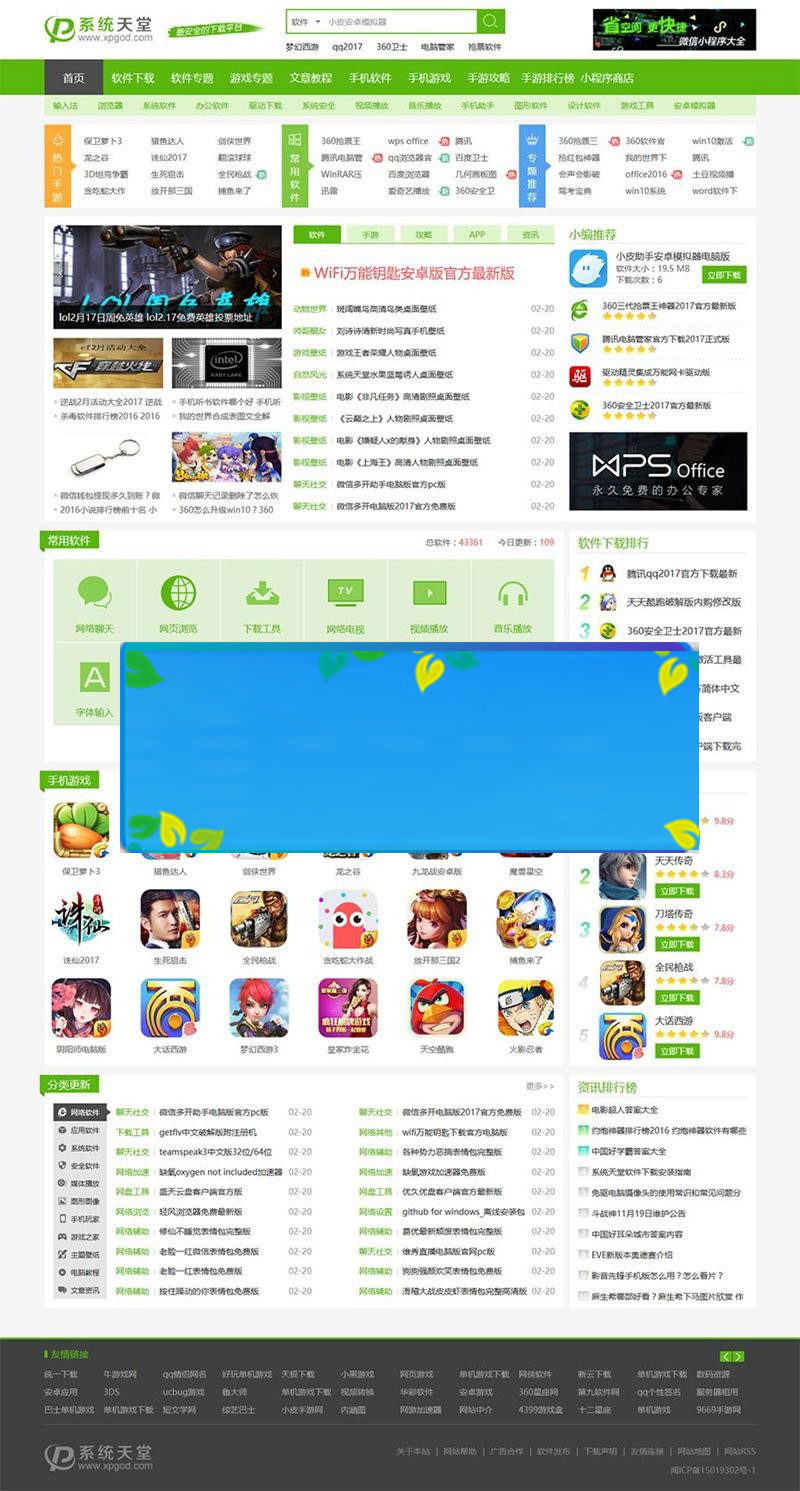 系统天堂
www.xpgod.com
最安全的下载平台
软件 小皮安卓模拟器
梦幻西游 qq2017 360卫士 电脑管家 抢票软件
省空间 更快捷
微信小程序大全
首页 软件下载 软件专题 游戏专题 文章教程 手机软件 手机游戏 手游攻略 手游排行榜 小程序商店
输入法 浏览器 系统软件 办公软件 驱动下载 系统安全 视频播放 音乐播放 手机助手 图形软件 设计软件 游戏工具 安卓模拟器
热门手游
保卫萝卜3 猎鱼达人 剑侠世界
龙之谷 诛仙2017 翻滚球球
3D坦克争霸 生死狙击 全民枪战
贪吃蛇大作 放开那三国 捕鱼来了
常用软件
360抢票王 wps office 腾讯
腾讯电脑管 qq浏览器官 百度卫士
WinRAR压 百度浏览器 几何画板图
迅雷 爱奇艺播放 360安全卫
专题推荐
360抢票三 360软件官 win10激活
抢红包神器 我的世界下 腾讯
会声会影破 office2016 土豆视频播
驾考宝典 win10系统 word软件下
LOL周免英雄
lol2月17日周免英雄 lol2.17免费英雄投票地址
cf2月活动大全
穿越火线
intel
KABY LAKE
逆战2月活动大全2017 逆战
杀毒软件排行榜2016 2016
手机听书软件哪个好 手机听
我的世界合成表图文全解
微信钱包提现多久到账？微
2016小说排行榜前十名 小
微信聊天记录删除了怎么恢
360怎么升级win10？360
软件 手游 攻略 APP 资讯
WiFi万能钥匙安卓版官方最新版
动物世界 斑阔嘴鸟高清鸟类桌面壁纸 02-20
帅哥靓女 刘诗诗清新时尚写真手机壁纸 02-20
游戏壁纸 游戏王者荣耀人物桌面壁纸 02-20
自然风光 系统天堂水果蓝莓诱人桌面壁纸 02-20
影视壁纸 电影《非凡任务》高清剧照桌面壁纸 02-20
影视壁纸 《云巅之上》人物剧照桌面壁纸 02-20
影视壁纸 电影《嫌疑人x的献身》人物剧照桌面壁纸 02-20
影视壁纸 电影《上海王》高清人物剧照桌面壁纸 02-20
聊天社交 微信多开助手电脑版官方pc版 02-20
聊天社交 微信多开电脑版2017官方免费版 02-20
小编推荐
小皮助手安卓模拟器电脑版
软件大小：19.5 MB
下载次数：6
立即下载
360三代抢票王神器2017官方最新版
腾讯电脑管家官方下载2017正式版
驱动精灵集成万能网卡驱动版
360安全卫士2017官方最新版
WPS Office
永久免费的办公专家
常用软件
总软件：43361 今日更新：109
网络聊天 网页浏览 下载工具 网络电视 视频播放 音乐播放
字体输入
软件下载排行
1 腾讯qq2017官方下载最新
2 天天酷跑破解版内购修改版
3 360安全卫士2017官方最新
激活工具最
简体中文
版客户端
户端下载完
手机游戏
保卫萝卜3 猎鱼达人 剑侠世界 龙之谷 九龙战安卓版 魔兽星空
诛仙2017 生死狙击 全民枪战 贪吃蛇大作战 放开那三国2 捕鱼来了
阴阳师电脑版 大话西游 梦幻西游3 皇家炸金花 天空酷跑 火影忍者
9.8分
2 天天传奇
8.3分
立即下载
3 刀塔传奇
7.8分
立即下载
4 全民枪战
7.8分
立即下载
5 大话西游
9.8分
立即下载
分类更新
更多>>
网络软件
应用软件
系统软件
安全软件
媒体播放
图形图像
手机玩家
游戏之家
主题壁纸
电脑教程
文章资讯
聊天社交 微信多开助手电脑版官方pc版 02-20
下载工具 getflv中文破解版附注册机 02-20
聊天社交 teamspeak3中文版32位/64位 02-20
网络加速 缺氧oxygen not included加速器 02-20
网盘工具 盛天云盘客户端官方版 02-20
网络浏览 轻风浏览器免费最新版 02-20
网络辅助 修仙不睡觉表情包完整版 02-20
网络辅助 老脸一红微信表情包免费版 02-20
网络辅助 老脸一红表情包免费版 02-20
网络辅助 按住躁动的你表情包免费版 02-20
聊天社交 微信多开电脑版2017官方免费版 02-20
网络其他 wifi万能钥匙下载官方电脑版 02-20
网络辅助 各种势力恶搞表情包完整版 02-20
网络加速 缺氧游戏加速器免费版 02-20
网盘工具 优久优盘客户端官方最新版 02-20
网络设置 github for windows_离线安装包 02-20
网络辅助 葛优最新颓废表情包完整版 02-20
聊天社交 维秀直播电脑版官网pc版 02-20
网络辅助 狗狗强颜欢笑表情包免费版 02-20
网络辅助 滑稽大战皮皮虾表情包完整高清版 02-20
资讯排行榜
1 电影超人答案大全
2 约炮神器排行榜2016 约炮神器软件有哪些
3 中国好学霸答案大全
4 系统天堂软件下载安装指南
5 免驱电脑摄像头的使用常识和常见问题分
6 斗战神11月19日维护公告
7 中国好耳朵城市答案内容
8 EVE新版本奥德赛介绍
9 影音先锋手机版怎么用？怎么看片？
10 麻生希哪部好看？麻生希下马图片欣赏 作
友情链接
统一下载 牛游戏网 qq情侣网名 好玩单机游戏 天极下载 小黑游戏 网页游戏 单机游戏下载 网侠软件 新云下载 单机游戏下载 数码资源
安卓应用 3DS ucbug游戏 鲁大师 单机游戏下载 视频转换 华彩软件 安卓游戏 360星座网 第九软件网 qq个性签名 服务器租用
巴士单机游戏 单机游戏下载 短文学网 综艺巴士 小皮手游网 内涵图 网游加速器 网站中介 4399游戏盒 十二星座 单机游戏 9669手游网
系统天堂
www.xpgod.com
关于本站 | 网站帮助 | 广告合作 | 软件发布 | 下载声明 | 友情连接 | 网站地图 | 网站RSS
闽ICP备15019302号-1